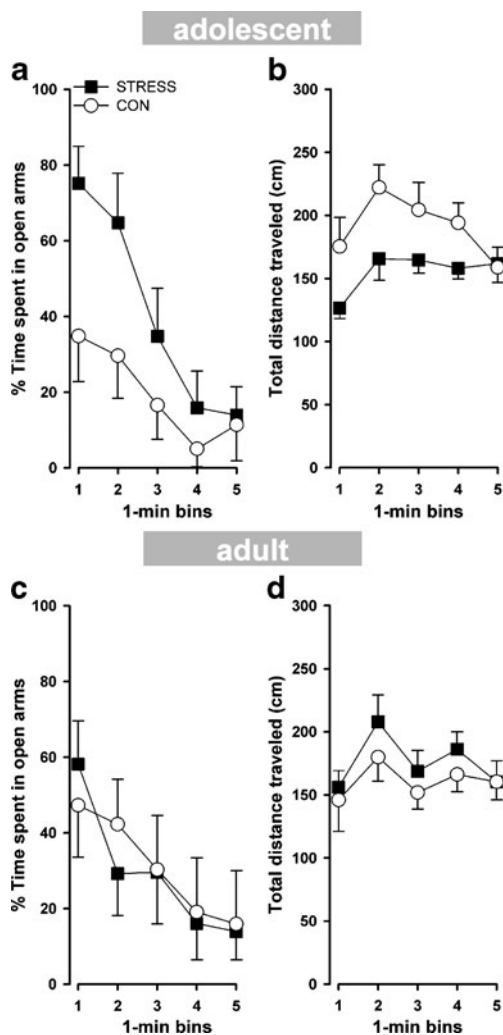 adolescent
a
b
STRESS
CON
100
80
60
40
20
0
% Time spent in open arms
1 2 3 4 5
1-min bins
300
250
200
150
100
50
0
Total distance traveled (cm)
1 2 3 4 5
1-min bins
adult
c
d
100
80
60
40
20
0
% Time spent in open arms
1 2 3 4 5
1-min bins
300
250
200
150
100
50
0
Total distance traveled (cm)
1 2 3 4 5
1-min bins